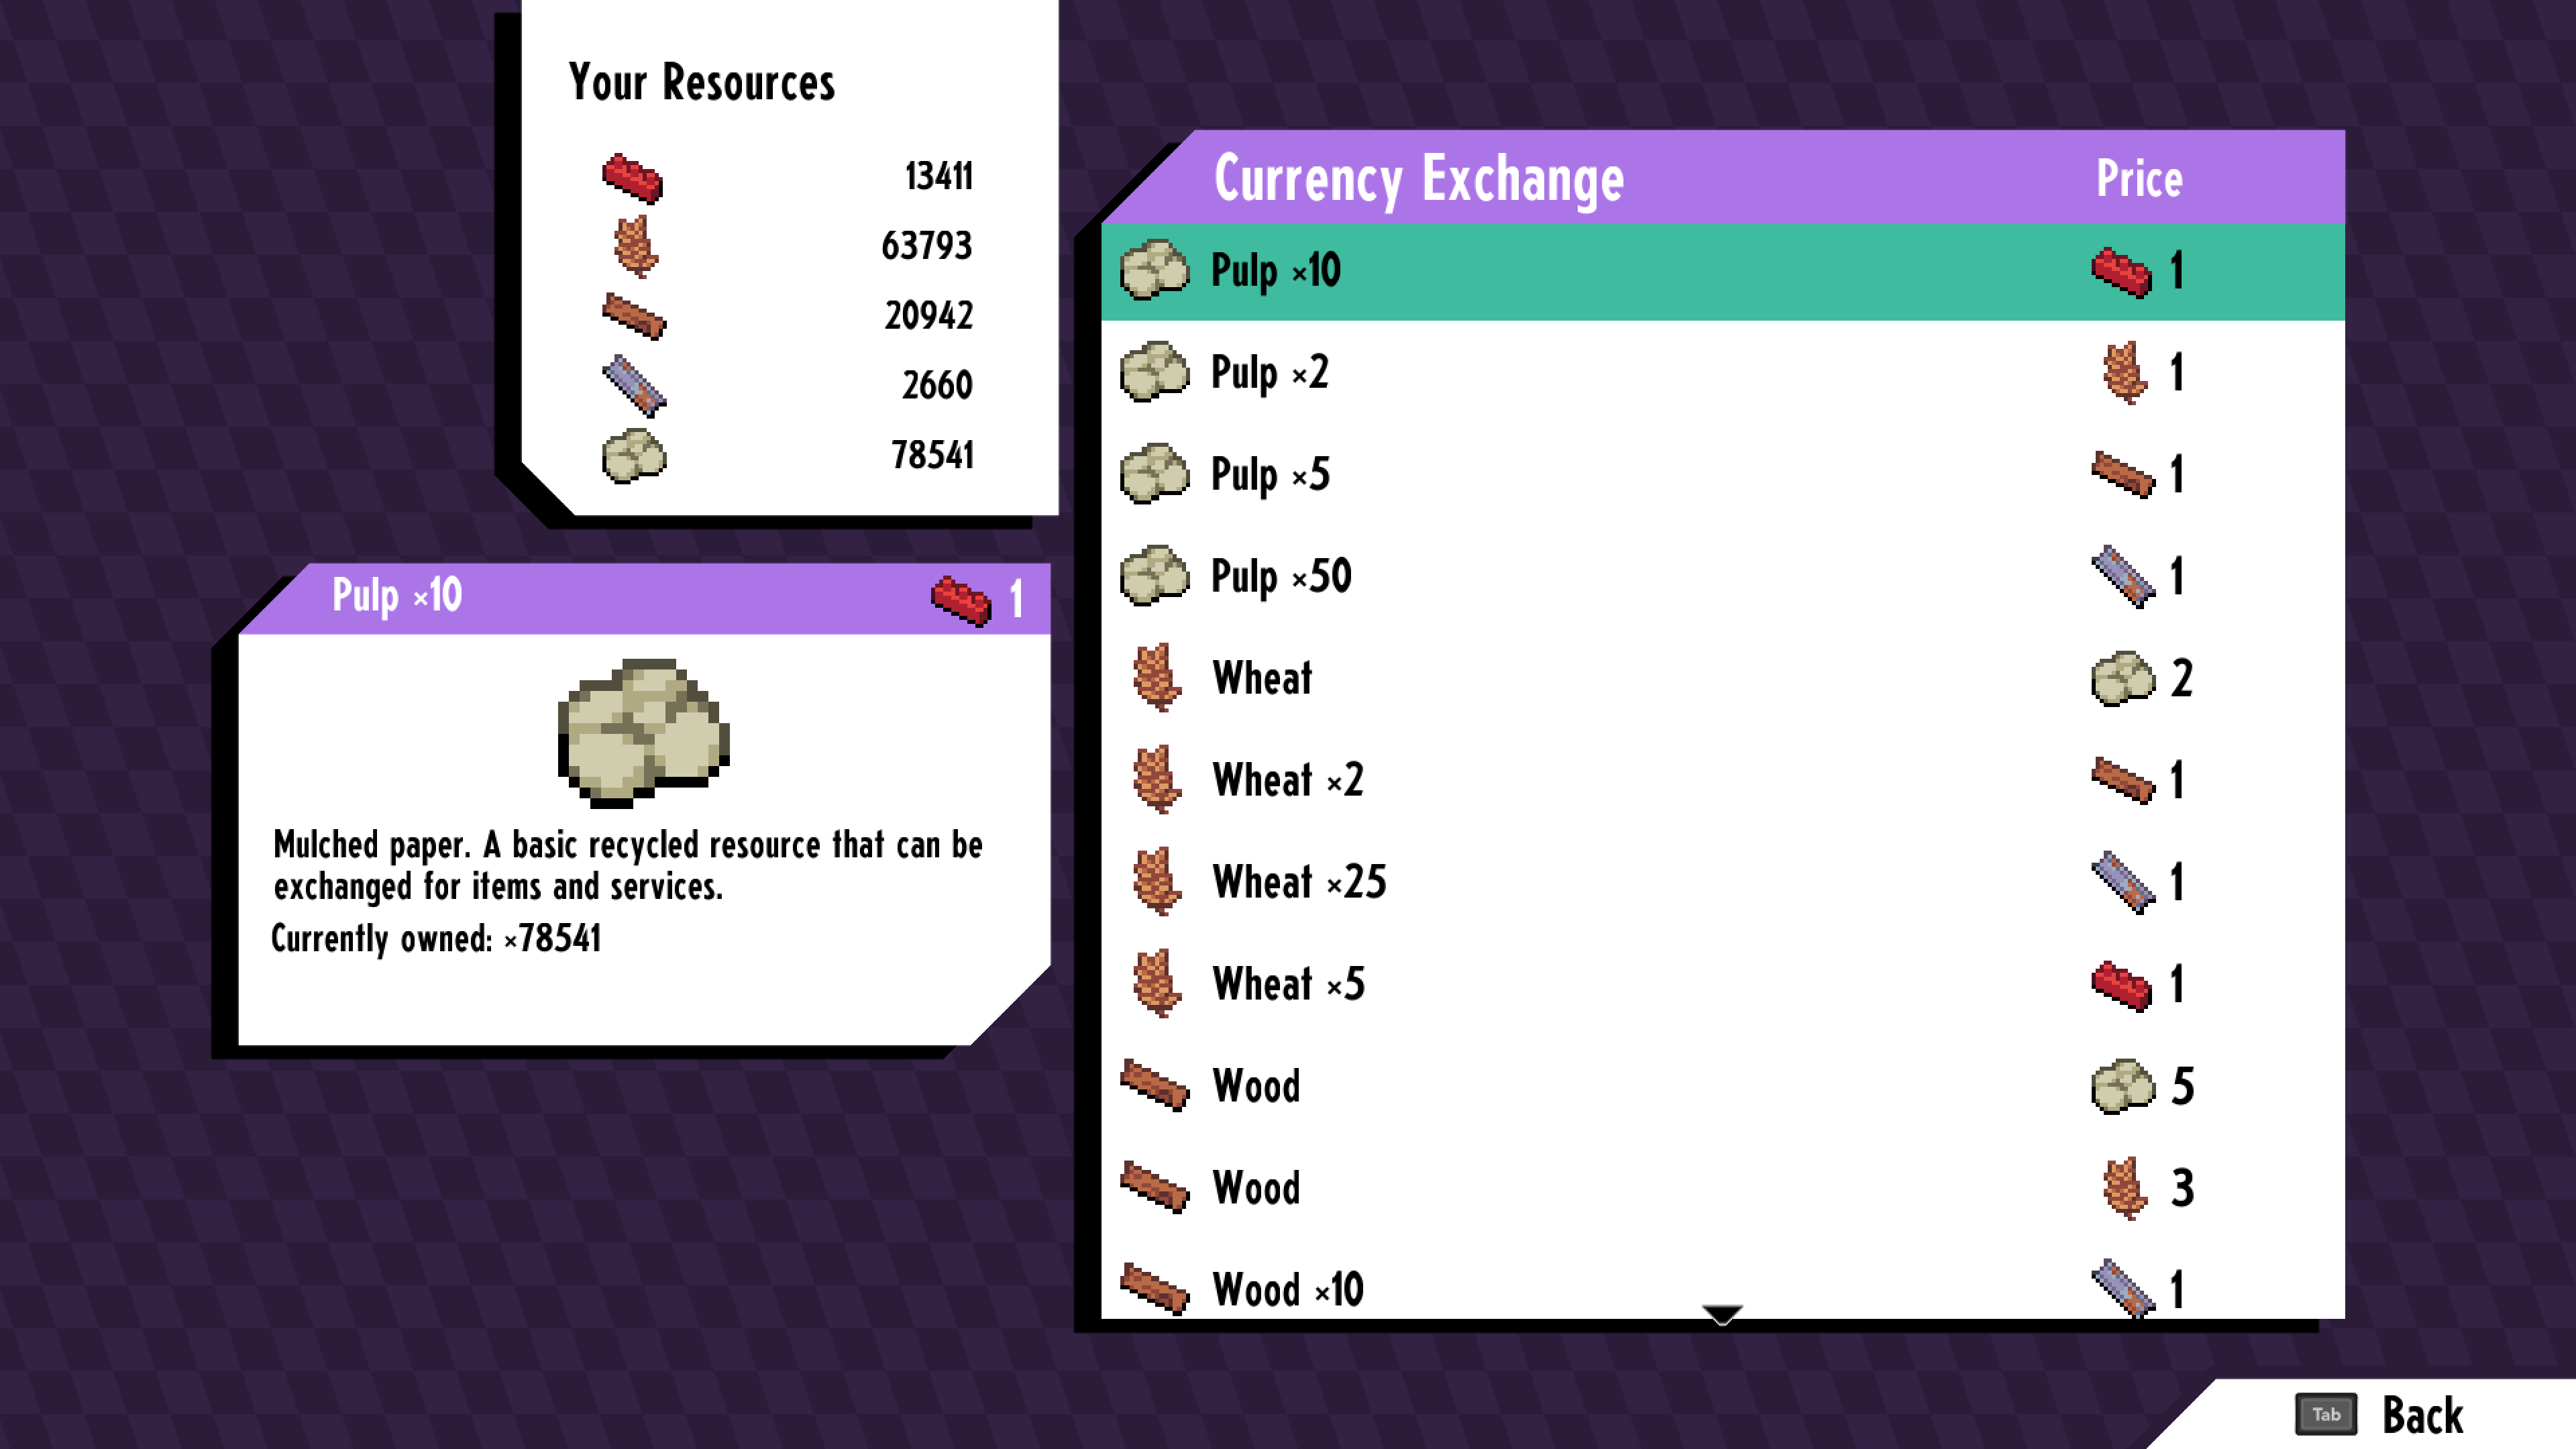 Your Resources
13411
63793
20942
2660
78541
Pulp ×10 1
Mulched paper. A basic recycled resource that can be
exchanged for items and services.
Currently owned: ×78541
Currency Exchange Price
Pulp ×10 1
Pulp ×2 1
Pulp ×5 1
Pulp ×50 1
Wheat 2
Wheat ×2 1
Wheat ×25 1
Wheat ×5 1
Wood 5
Wood 3
Wood ×10 1
Tab Back